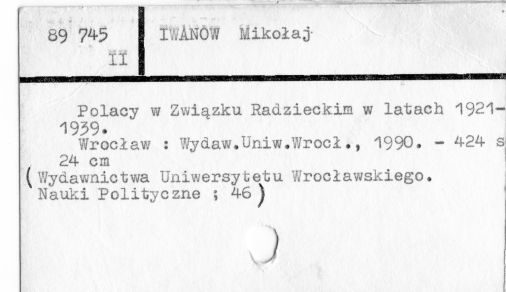 89 745
II
IWANOW Mikołaj
Polacy w Związku Radzieckim w latach 1921-
1939.
Wrocław : Wydaw.Uniw.Wrocł., 1990. - 424 s
24 cm
(Wydawnictwa Uniwersytetu Wrocławskiego.
Nauki Polityczne ; 46)